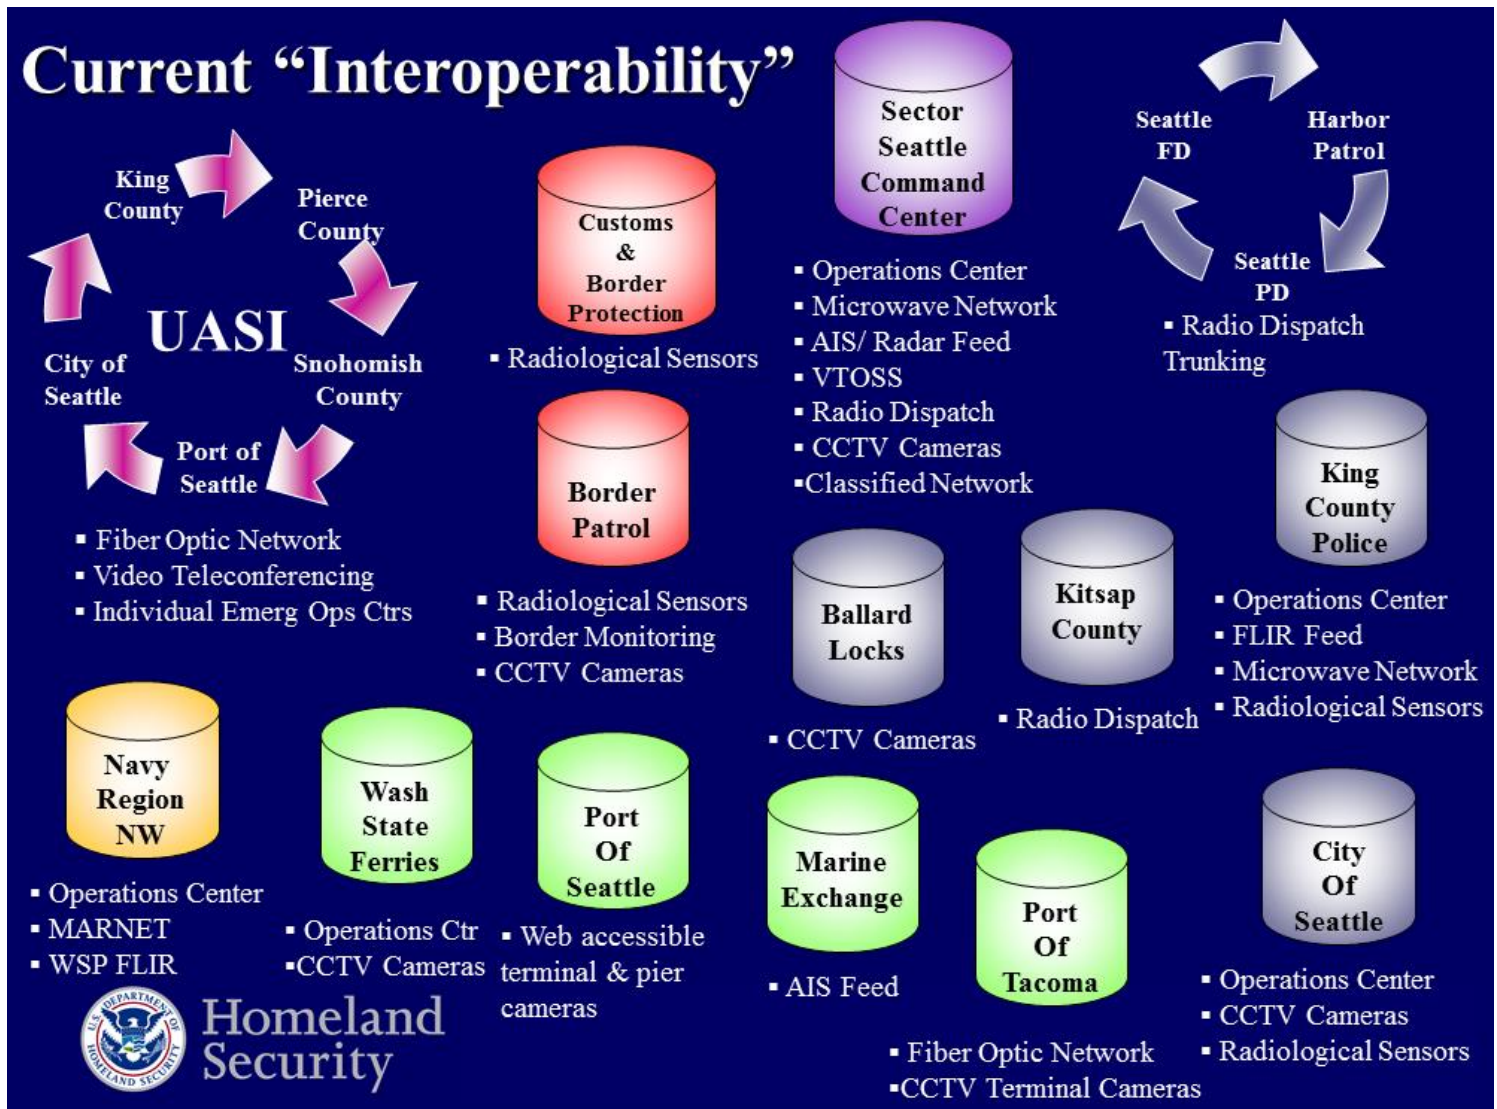 Current “Interoperability”
King
County
Pierce
County
Snohomish
County
Port of
Seattle
City of
Seattle
UASI
▪ Fiber Optic Network
▪ Video Teleconferencing
▪ Individual Emerg Ops Ctrs
Customs
&
Border
Protection
▪ Radiological Sensors
Border
Patrol
▪ Radiological Sensors
▪ Border Monitoring
▪ CCTV Cameras
Sector
Seattle
Command
Center
▪ Operations Center
▪ Microwave Network
▪ AIS/ Radar Feed
▪ VTOSS
▪ Radio Dispatch
▪ CCTV Cameras
▪Classified Network
Seattle
FD
Harbor
Patrol
Seattle
PD
▪ Radio Dispatch
Trunking
King
County
Police
▪ Operations Center
▪ FLIR Feed
▪ Microwave Network
▪ Radiological Sensors
Ballard
Locks
▪ CCTV Cameras
Kitsap
County
▪ Radio Dispatch
Navy
Region
NW
▪ Operations Center
▪ MARNET
▪ WSP FLIR
Wash
State
Ferries
▪ Operations Ctr
▪CCTV Cameras
Port
Of
Seattle
▪ Web accessible
terminal & pier
cameras
Marine
Exchange
▪ AIS Feed
Port
Of
Tacoma
▪ Fiber Optic Network
▪CCTV Terminal Cameras
City
Of
Seattle
▪ Operations Center
▪ CCTV Cameras
▪ Radiological Sensors
U.S. DEPARTMENT OF
HOMELAND SECURITY
Homeland
Security